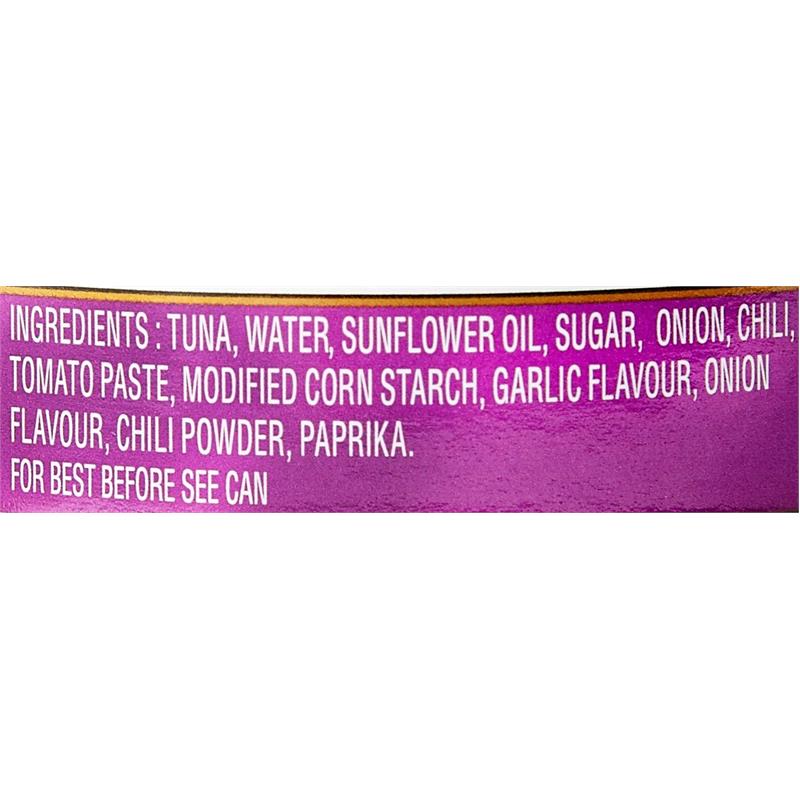 INGREDIENTS : TUNA, WATER, SUNFLOWER OIL, SUGAR, ONION, CHILI,
TOMATO PASTE, MODIFIED CORN STARCH, GARLIC FLAVOUR, ONION
FLAVOUR, CHILI POWDER, PAPRIKA.
FOR BEST BEFORE SEE CAN